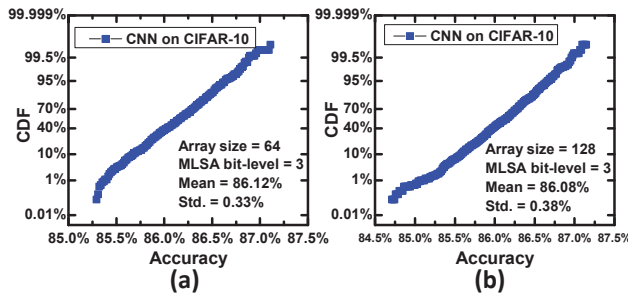 99.999%
CNN on CIFAR-10
99.5%
95%
70%
40%
10%
1%
0.01%
CDF
Array size = 64
MLSA bit-level = 3
Mean = 86.12%
Std. = 0.33%
85.0% 85.5% 86.0% 86.5% 87.0% 87.5%
Accuracy
(a)
99.999%
CNN on CIFAR-10
99.5%
95%
70%
40%
10%
1%
0.01%
CDF
Array size = 128
MLSA bit-level = 3
Mean = 86.08%
Std. = 0.38%
84.5% 85.0% 85.5% 86.0% 86.5% 87.0% 87.5%
Accuracy
(b)